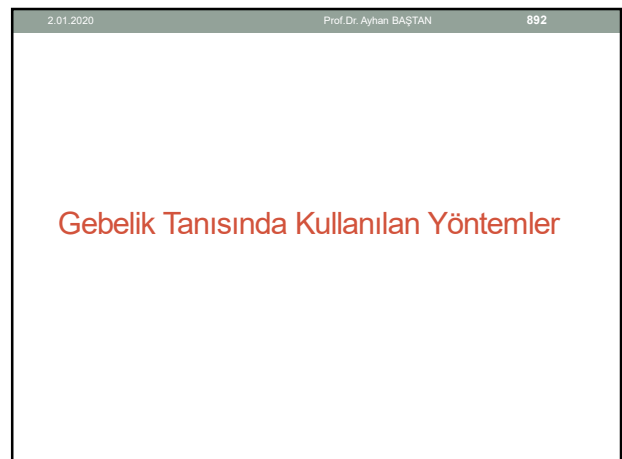 2.01.2020 Prof.Dr. Ayhan BAŞTAN 892
Gebelik Tanısında Kullanılan Yöntemler